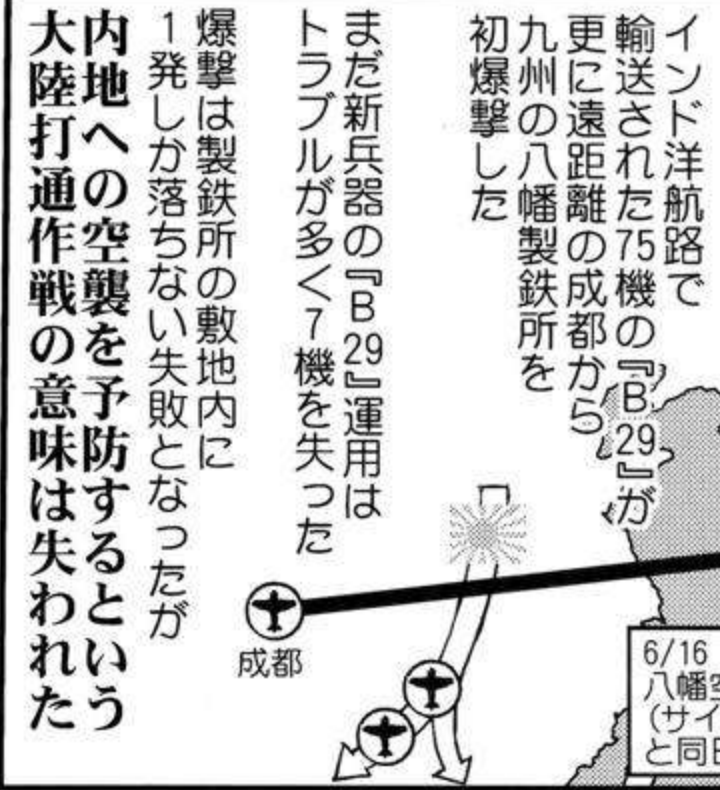 インド洋航路で
輸送された75機の『B29』が
更に遠距離の成都から
九州の八幡製鉄所を
初爆撃した
まだ新兵器の『B29』運用は
トラブルが多く7機を失った
爆撃は製鉄所の敷地内に
1発しか落ちない失敗となったが
内地への空襲を予防するという
大陸打通作戦の意味は失われた
成都
6/16
八幡空
(サイ
と同日